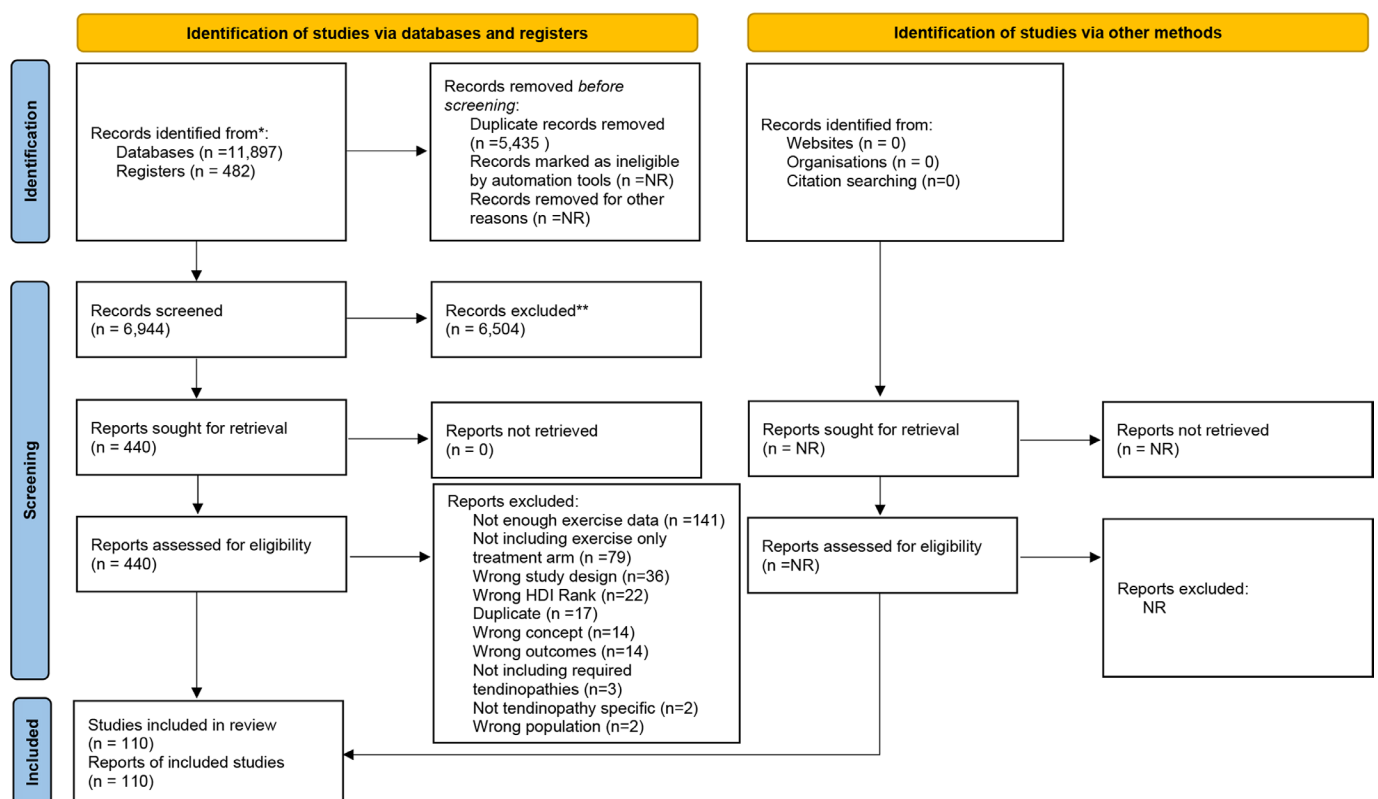 Identification of studies via databases and registers
Identification of studies via other methods
Identification
Records identified from*:
Databases (n =11,897)
Registers (n = 482)
Records removed before
screening:
Duplicate records removed
(n =5,435 )
Records marked as ineligible
by automation tools (n =NR)
Records removed for other
reasons (n =NR)
Records identified from:
Websites (n = 0)
Organisations (n = 0)
Citation searching (n=0)
Screening
Records screened
(n = 6,944)
Records excluded**
(n = 6,504)
Reports sought for retrieval
(n = 440)
Reports not retrieved
(n = 0)
Reports sought for retrieval
(n = NR)
Reports not retrieved
(n = NR)
Reports assessed for eligibility
(n = 440)
Reports excluded:
Not enough exercise data (n =141)
Not including exercise only
treatment arm (n =79)
Wrong study design (n=36)
Wrong HDI Rank (n=22)
Duplicate (n =17)
Wrong concept (n=14)
Wrong outcomes (n=14)
Not including required
tendinopathies (n=3)
Not tendinopathy specific (n=2)
Wrong population (n=2)
Reports assessed for eligibility
(n =NR)
Reports excluded:
NR
Included
Studies included in review
(n = 110)
Reports of included studies
(n = 110)